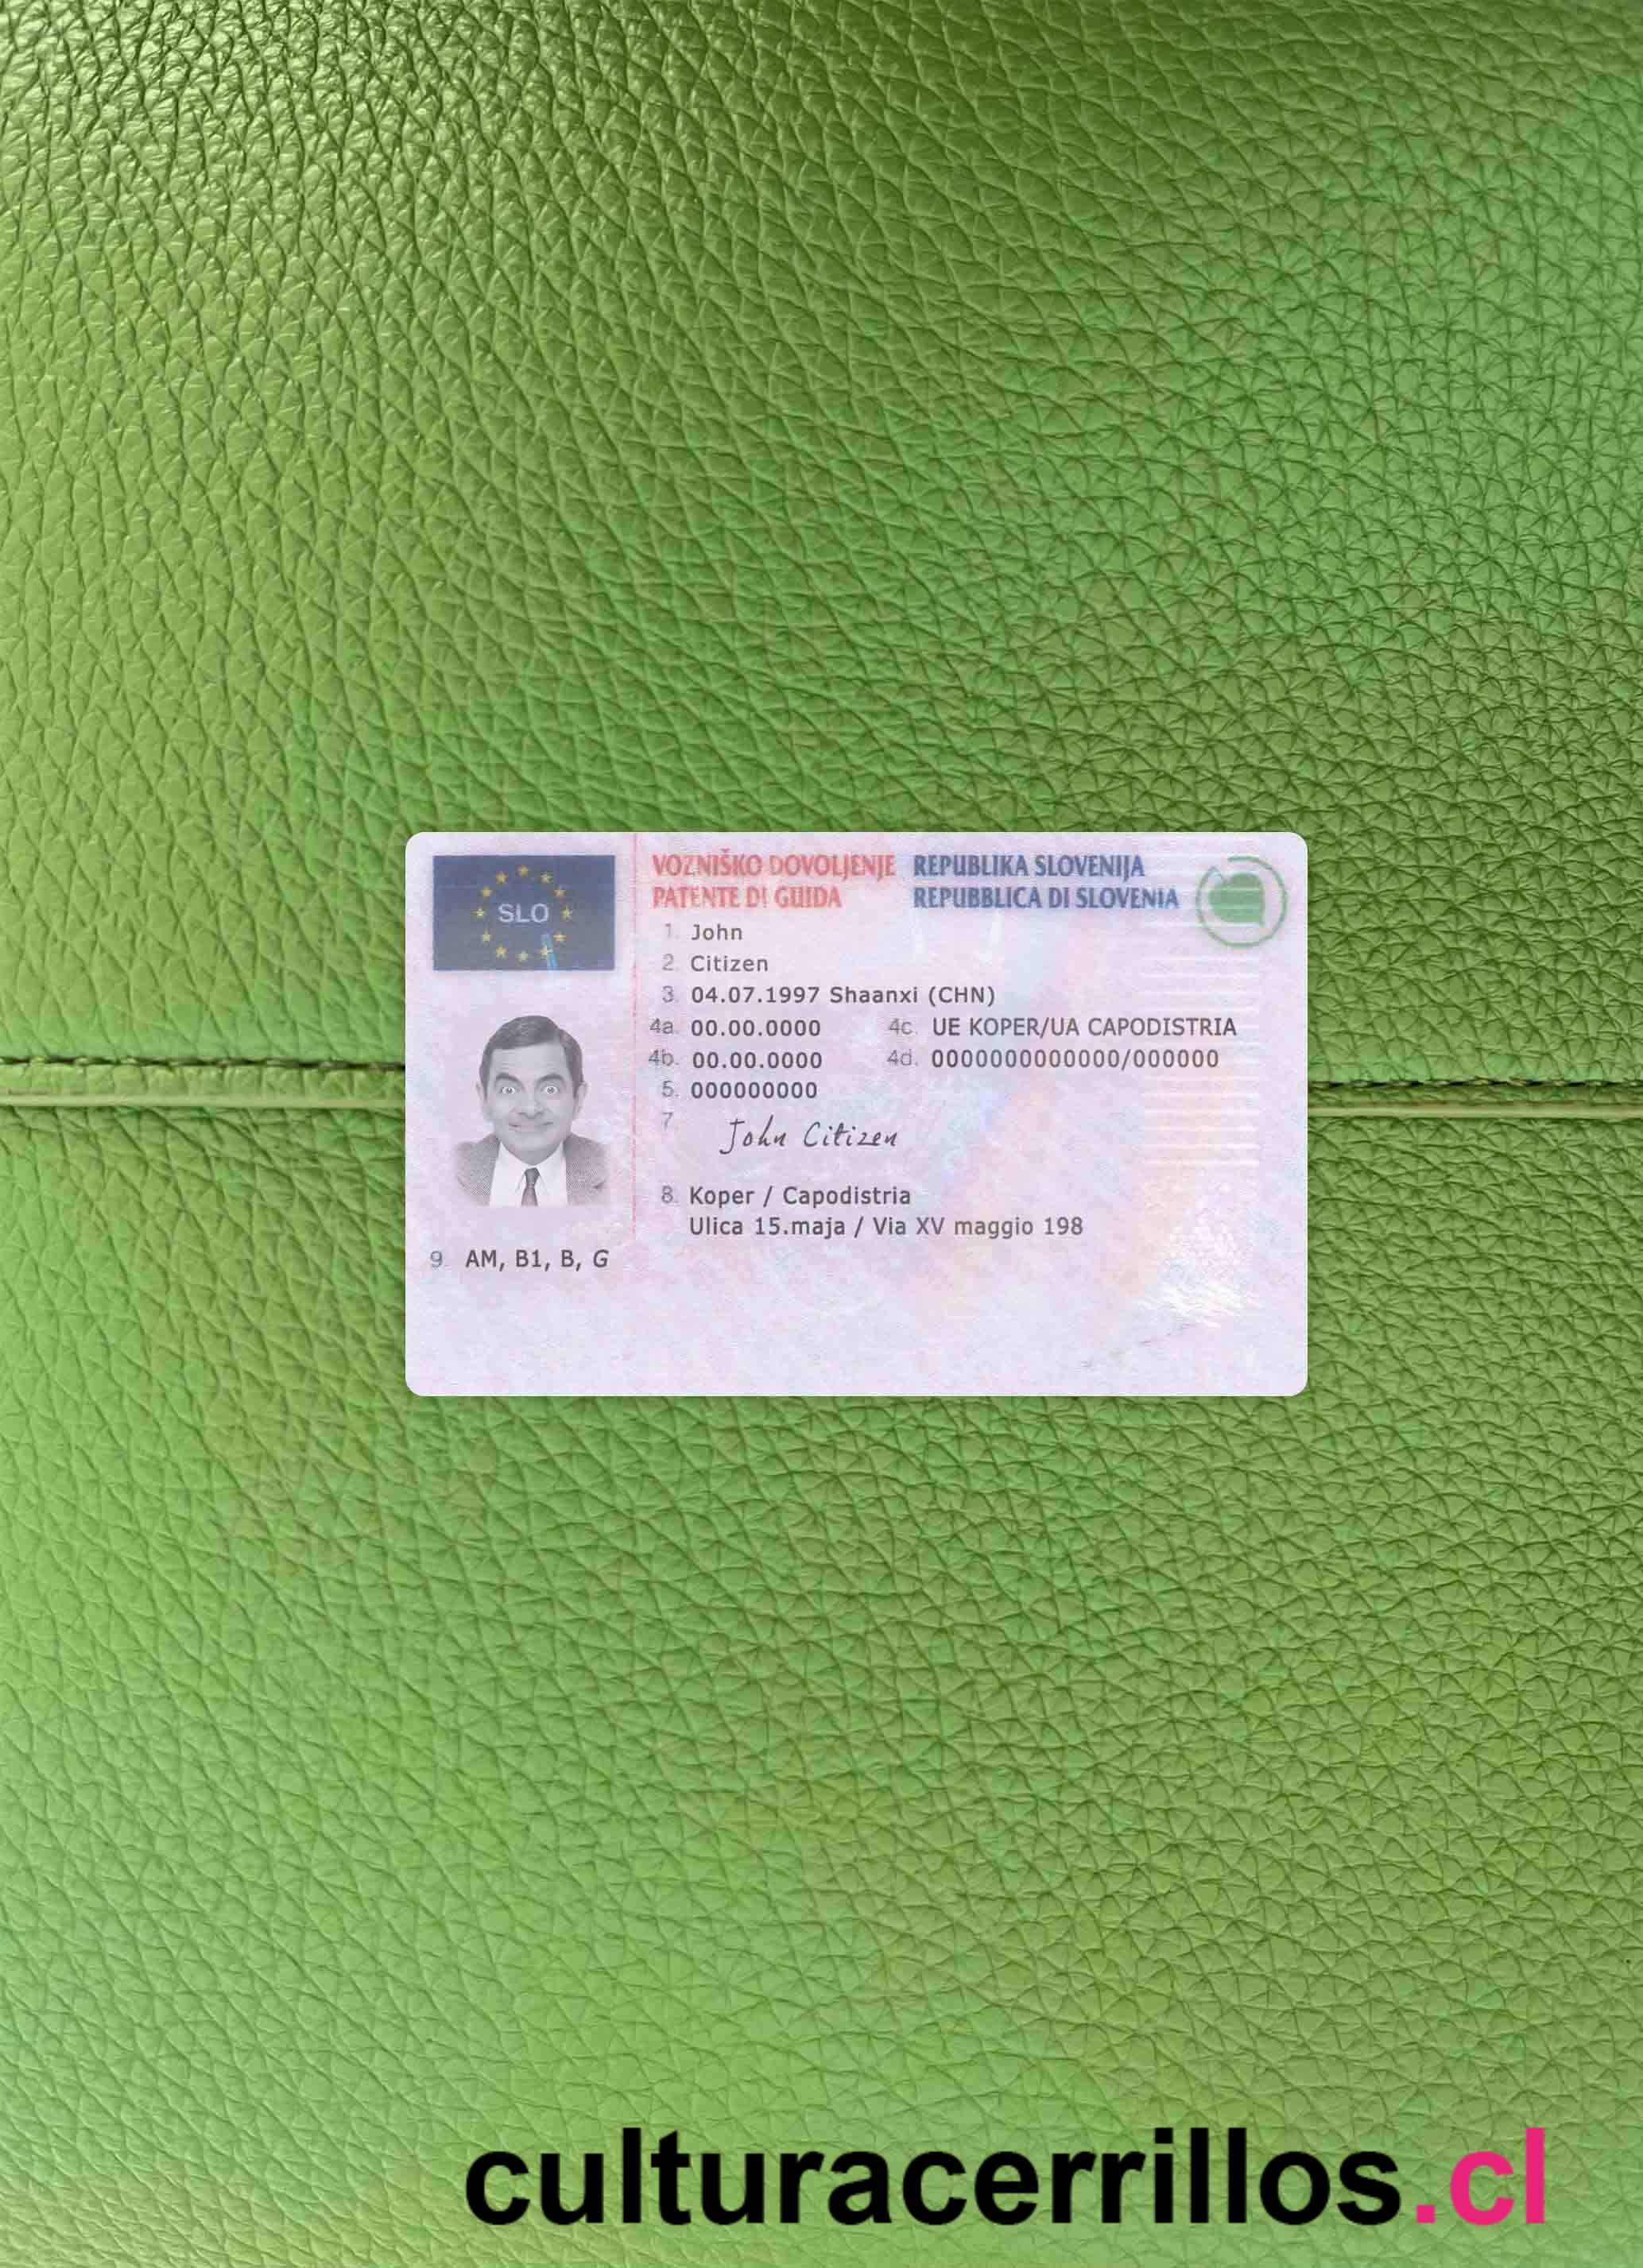 SLO
VOZNIŠKO DOVOLJENJE REPUBLIKA SLOVENIJA
PATENTE DI GUIDA REPUBBLICA DI SLOVENIA
1. John
2. Citizen
3. 04.07.1997 Shaanxi (CHN)
4a. 00.00.0000 4c. UE KOPER/UA CAPODISTRIA
4b. 00.00.0000 4d. 0000000000000/000000
5. 000000000
7. John Citizen
8. Koper / Capodistria
Ulica 15.maja / Via XV maggio 198
9. AM, B1, B, G
culturacerrillos.cl